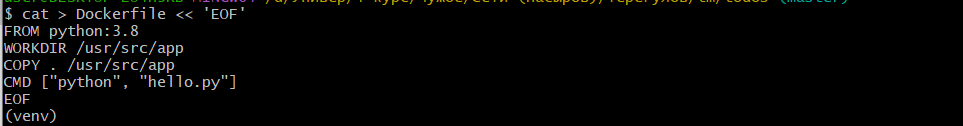 $ cat > Dockerfile << 'EOF'
FROM python:3.8
WORKDIR /usr/src/app
COPY . /usr/src/app
CMD ["python", "hello.py"]
EOF
(venv)